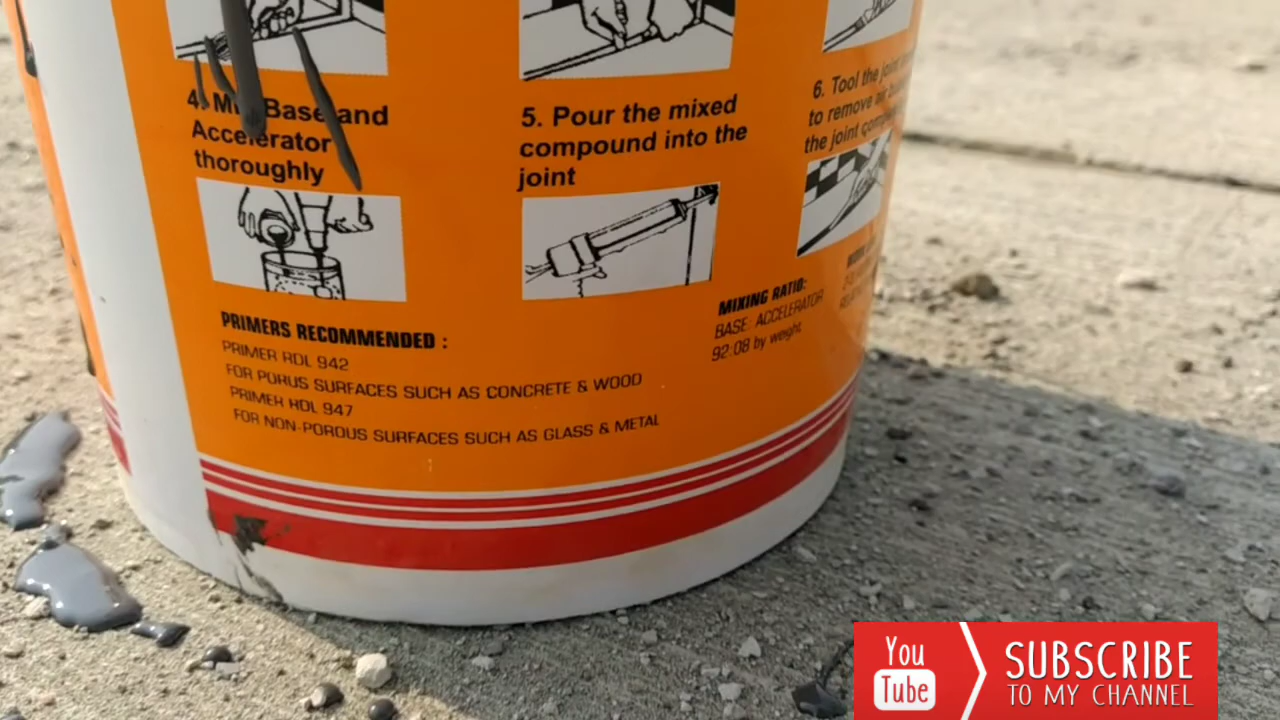 4. Mix Base and
Accelerator
thoroughly
5. Pour the mixed
compound into the
joint
6. Tool the joint
to remove air
the joint
PRIMERS RECOMMENDED :
PRIMER RDL 942
FOR PORUS SURFACES SUCH AS CONCRETE & WOOD
PRIMER RDL 947
FOR NON-POROUS SURFACES SUCH AS GLASS & METAL
MIXING RATIO:
BASE: ACCELERATOR
92:08 by weight
You
Tube
SUBSCRIBE
TO MY CHANNEL